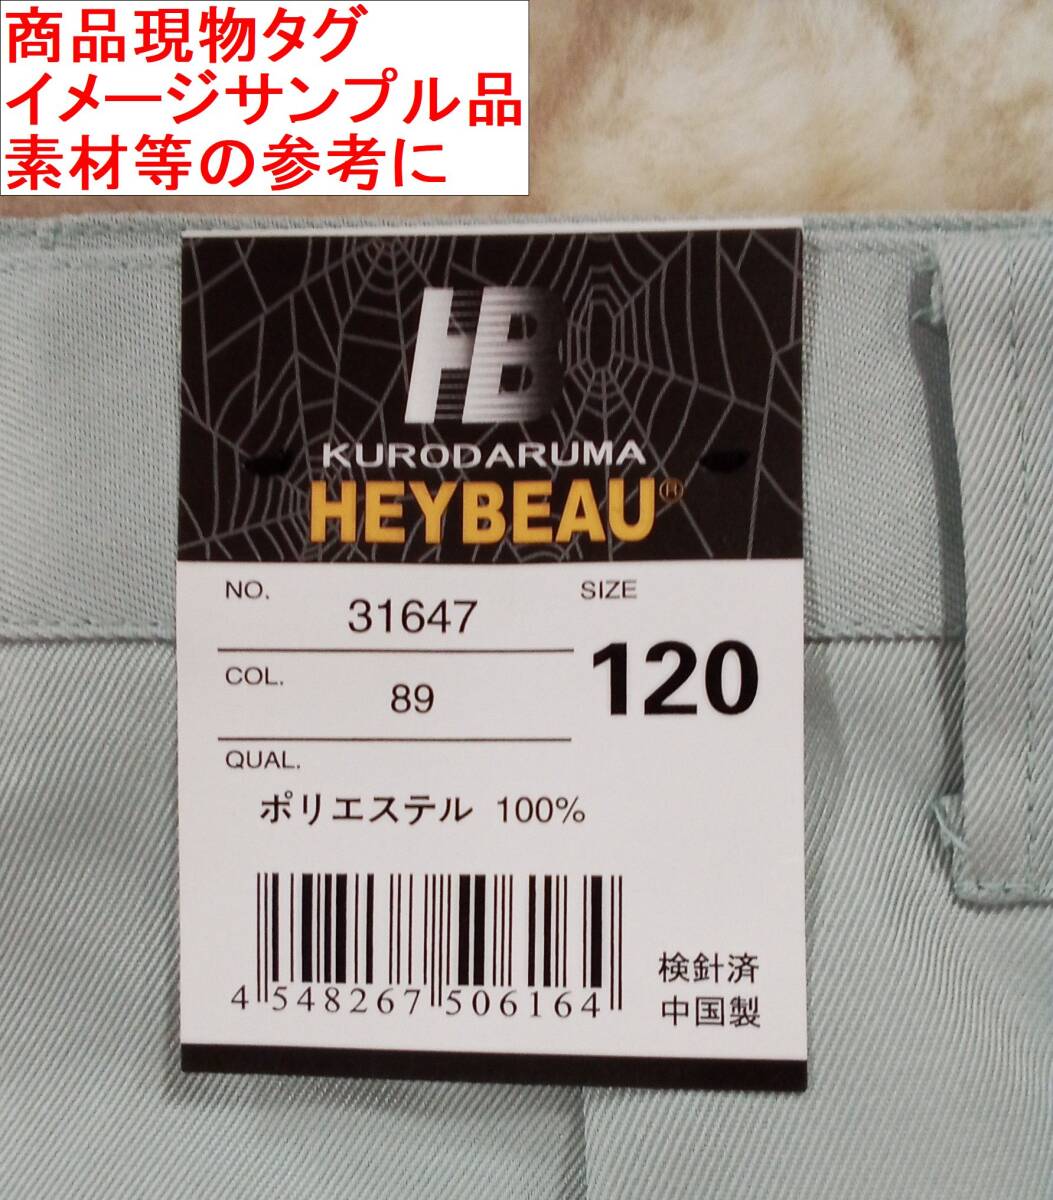 商品現物タグ
イメージサンプル品
素材等の参考に
HB
KURODARUMA
HEYBEAU®
NO. 31647
SIZE 120
COL. 89
QUAL.
ポリエステル 100%
4 548267 506164
検針済
中国製